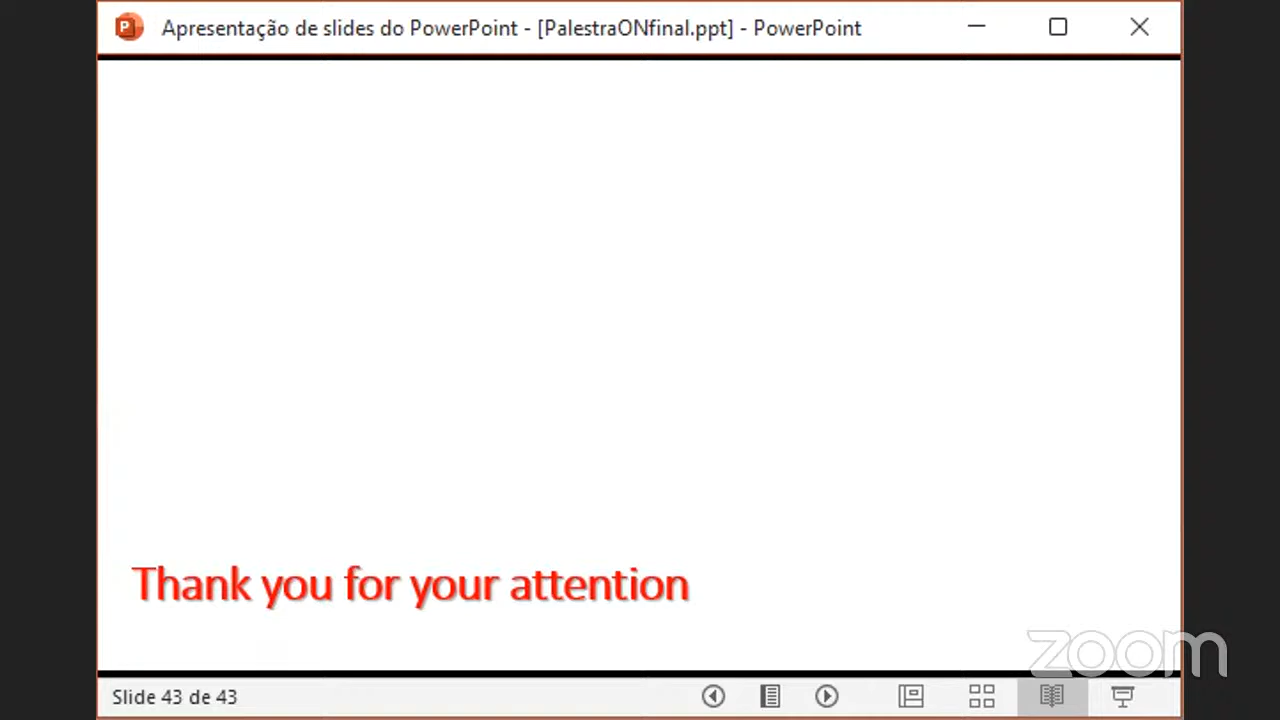 Apresentação de slides do PowerPoint - [PalestraONfinal.ppt] - PowerPoint
Thank you for your attention
zoom
Slide 43 de 43